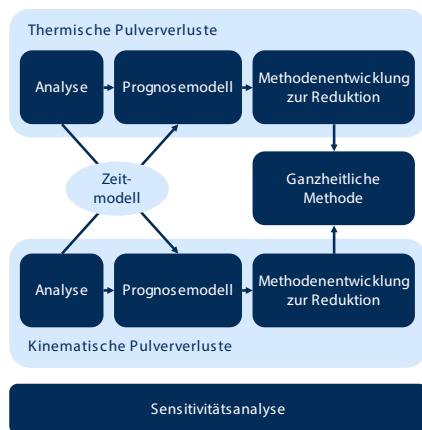 Thermische Pulververluste
Analyse
Prognosemodell
Methodenentwicklung
zur Reduktion
Zeit-
modell
Ganzheitliche
Methode
Analyse
Prognosemodell
Methodenentwicklung
zur Reduktion
Kinematische Pulververluste
Sensitivitätsanalyse